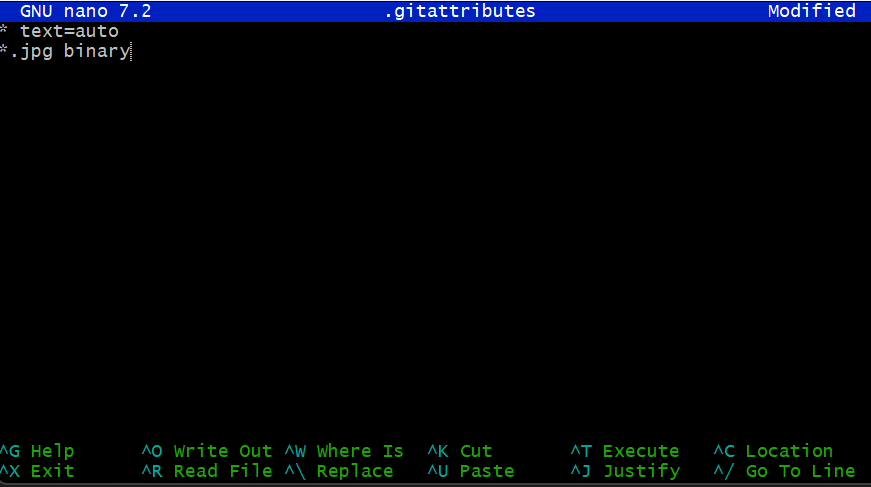 GNU nano 7.2 .gitattributes Modified
* text=auto
*.jpg binary
^G Help ^O Write Out ^W Where Is ^K Cut ^T Execute ^C Location
^X Exit ^R Read File ^\ Replace ^U Paste ^J Justify ^/ Go To Line